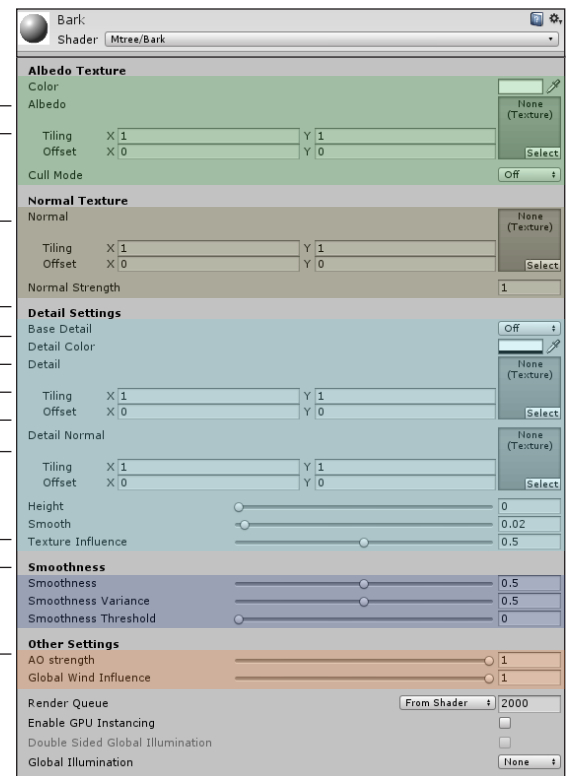 Bark
Shader Mtree/Bark
Albedo Texture
Color
Albedo None
(Texture)
Tiling X 1 Y 1
Offset X 0 Y 0 Select
Cull Mode Off
Normal Texture
Normal None
(Texture)
Tiling X 1 Y 1
Offset X 0 Y 0 Select
Normal Strength 1
Detail Settings
Base Detail Off
Detail Color
Detail None
(Texture)
Tiling X 1 Y 1
Offset X 0 Y 0 Select
Detail Normal None
(Texture)
Tiling X 1 Y 1
Offset X 0 Y 0 Select
Height 0
Smooth 0.02
Texture Influence 0.5
Smoothness
Smoothness 0.5
Smoothness Variance 0.5
Smoothness Threshold 0
Other Settings
AO strength 1
Global Wind Influence 1
Render Queue From Shader 2000
Enable GPU Instancing
Double Sided Global Illumination
Global Illumination None